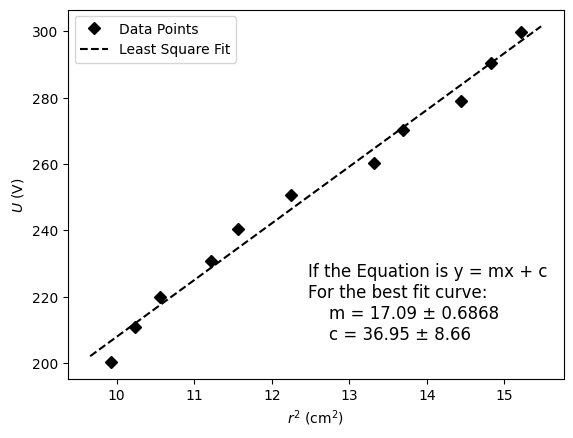 Data Points
Least Square Fit
300
280
260
240
220
200
U (V)
If the Equation is y = mx + c
For the best fit curve:
m = 17.09 ± 0.6868
c = 36.95 ± 8.66
10 11 12 13 14 15
r² (cm²)